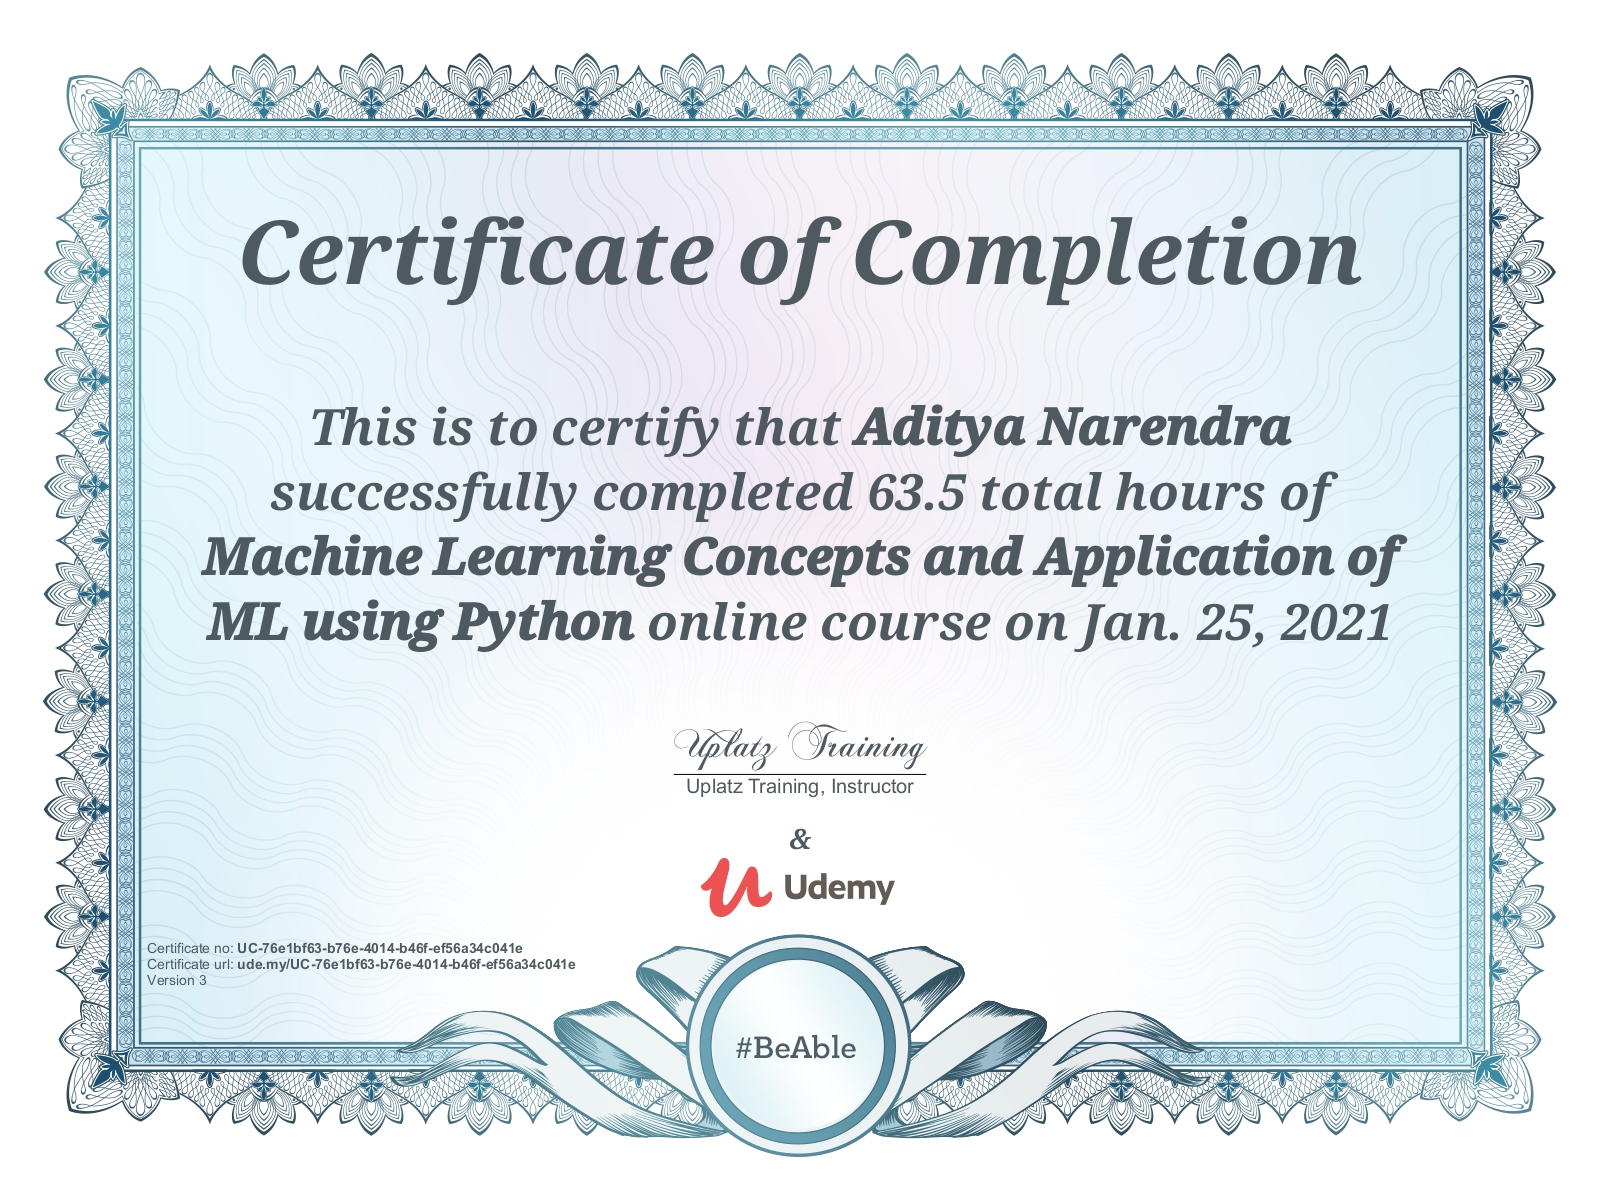 Certificate of Completion
This is to certify that Aditya Narendra
successfully completed 63.5 total hours of
Machine Learning Concepts and Application of
ML using Python online course on Jan. 25, 2021
Uplatz Training
Uplatz Training, Instructor
&
Udemy
Certificate no: UC-76e1bf63-b76e-4014-b46f-ef56a34c041e
Certificate url: ude.my/UC-76e1bf63-b76e-4014-b46f-ef56a34c041e
Version 3
#BeAble